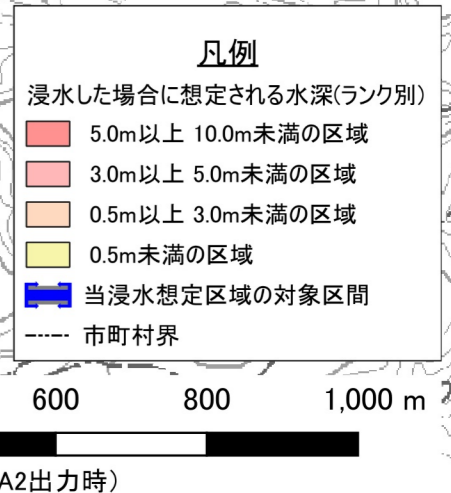 凡例
浸水した場合に想定される水深(ランク別)
5.0m以上 10.0m未満の区域
3.0m以上 5.0m未満の区域
0.5m以上 3.0m未満の区域
0.5m未満の区域
当浸水想定区域の対象区間
市町村界
600 800 1,000 m
A2出力時)